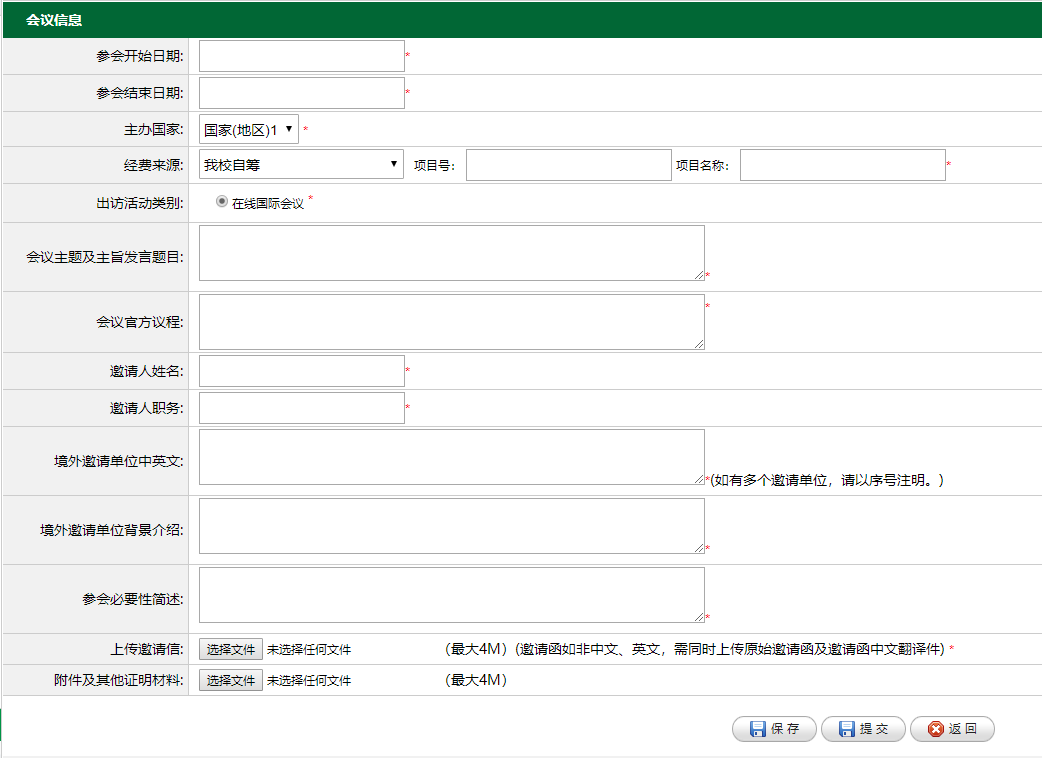 会议信息
参会开始日期: *
参会结束日期: *
主办国家: 国家(地区)1 *
经费来源: 我校自筹 项目号： 项目名称： *
出访活动类别: 在线国际会议 *
会议主题及主旨发言题目: *
会议官方议程: *
邀请人姓名: *
邀请人职务: *
境外邀请单位中英文: *(如有多个邀请单位，请以序号注明。)
境外邀请单位背景介绍: *
参会必要性简述: *
上传邀请信: 选择文件 未选择任何文件 （最大4M）(邀请函如非中文、英文，需同时上传原始邀请函及邀请函中文翻译件) *
附件及其他证明材料: 选择文件 未选择任何文件 （最大4M）
保 存 提 交 返 回